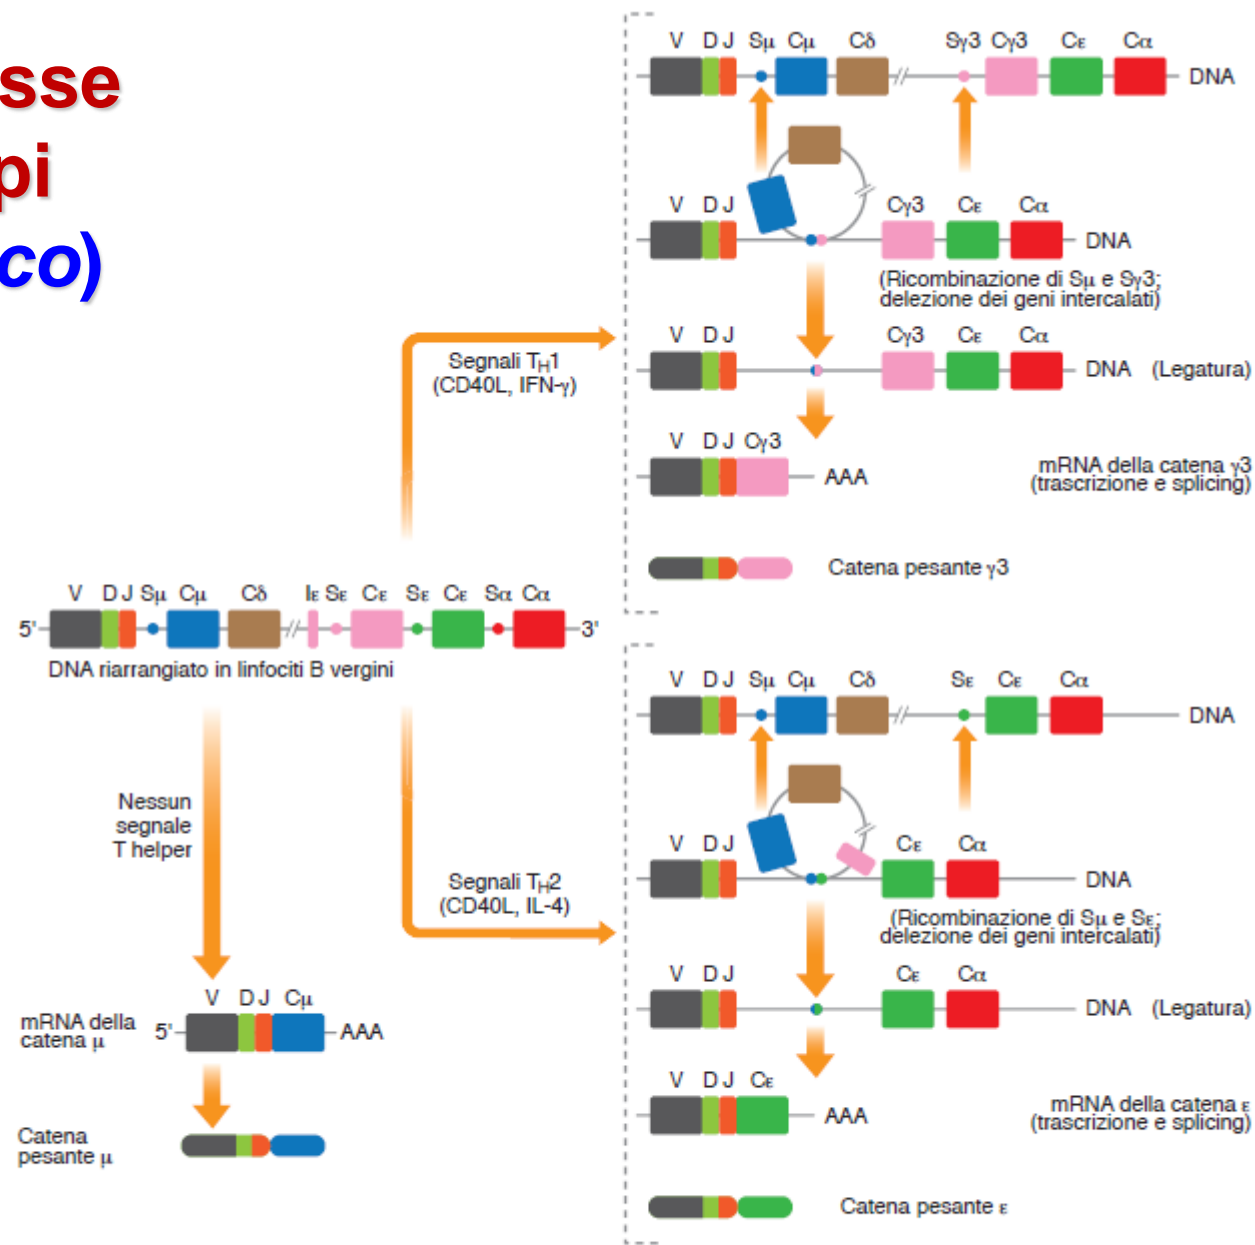 sse
pi
co)
V D J Sμ Cμ Cδ Sγ3 Cγ3 Cε Cα
DNA
V D J Cγ3 Cε Cα
DNA
(Ricombinazione di Sμ e Sγ3;
delezione dei geni intercalati)
V D J Cγ3 Cε Cα
DNA (Legatura)
V D J Cγ3
AAA
mRNA della catena γ3
(trascrizione e splicing)
Catena pesante γ3
Segnali TH1
(CD40L, IFN-γ)
V D J Sμ Cμ Cδ Iε Sε Cε Sε Cε Sα Cα
5' 3'
DNA riarrangiato in linfociti B vergini
Nessun
segnale
T helper
Segnali TH2
(CD40L, IL-4)
V D J Cμ
mRNA della
catena μ
5' AAA
Catena
pesante μ
V D J Sμ Cμ Cδ Sε Cε Cα
DNA
V D J Cε Cα
DNA
(Ricombinazione di Sμ e Sε;
delezione dei geni intercalati)
V D J Cε Cα
DNA (Legatura)
V D J Cε
AAA
mRNA della catena ε
(trascrizione e splicing)
Catena pesante ε